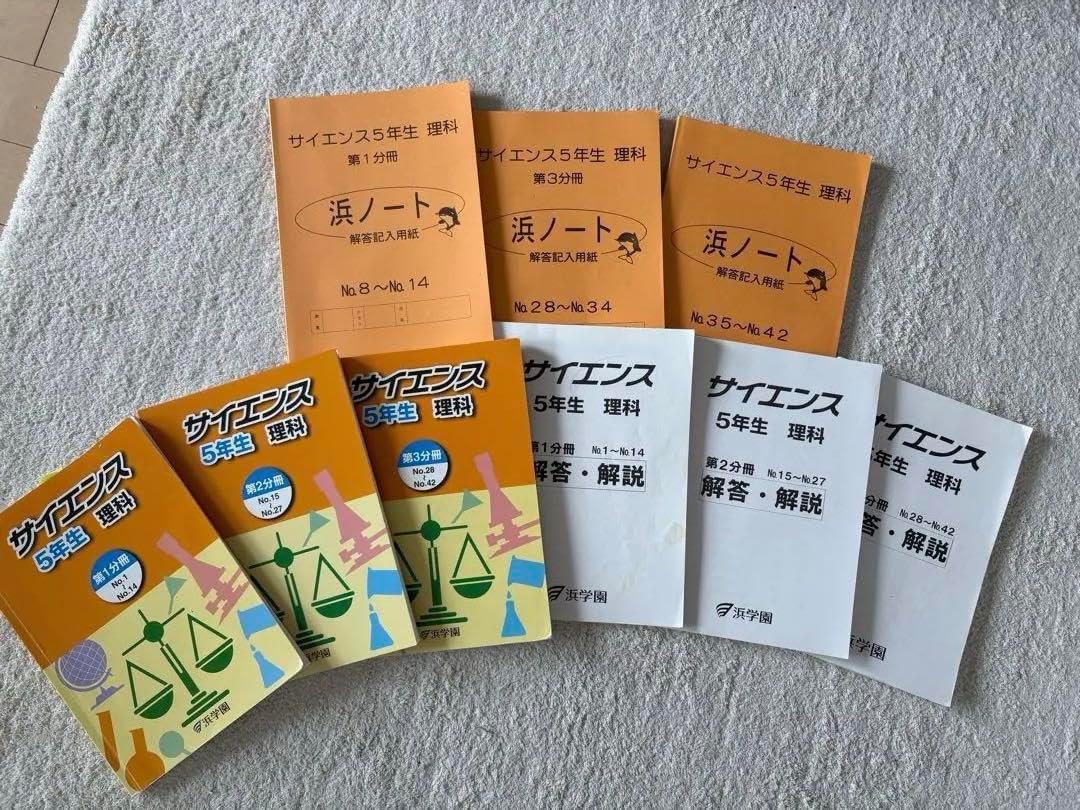 サイエンス5年生 理科
第1分冊
浜ノート
解答記入用紙
No.8～No.14
サイエンス5年生 理科
第3分冊
浜ノート
解答記入用紙
No.28～No.34
サイエンス5年生 理科
浜ノート
解答記入用紙
No.35～No.42
サイエンス
5年生 理科
第1分冊
No.1
～
No.14
浜学園
サイエンス
5年生 理科
第2分冊
No.15
～
No.27
浜学園
サイエンス
5年生 理科
第3分冊
No.28
～
No.42
浜学園
サイエンス
5年生 理科
第1分冊 No.1～No.14
解答・解説
浜学園
サイエンス
5年生 理科
第2分冊 No.15～No.27
解答・解説
浜学園
イエンス
年生 理科
分冊 No.28～No.42
答・解説
浜学園